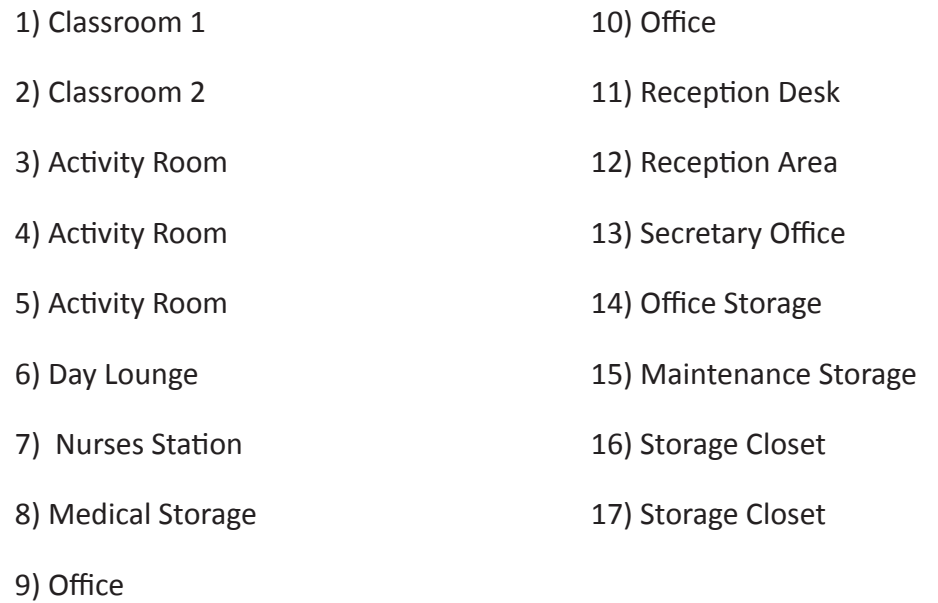 1) Classroom 1
2) Classroom 2
3) Activity Room
4) Activity Room
5) Activity Room
6) Day Lounge
7)  Nurses Station
8) Medical Storage
9) Office
10) Office
11) Reception Desk
12) Reception Area
13) Secretary Office
14) Office Storage
15) Maintenance Storage
16) Storage Closet
17) Storage Closet